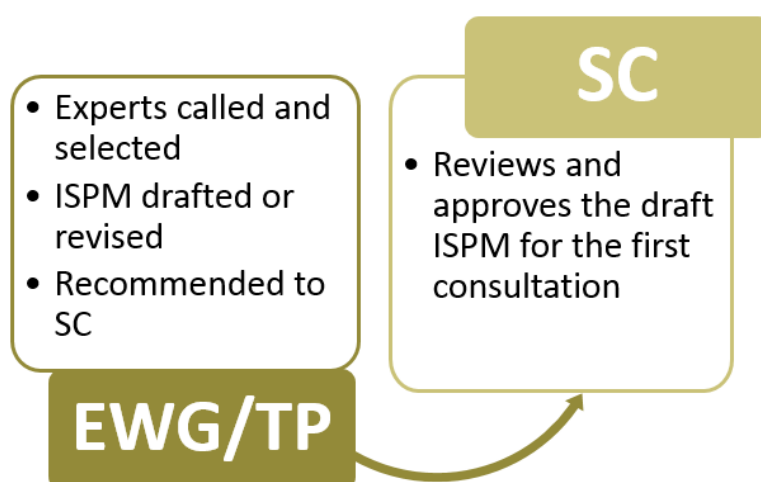 • Experts called and
selected
• ISPM drafted or
revised
• Recommended to
SC
EWG/TP
SC
• Reviews and
approves the draft
ISPM for the first
consultation